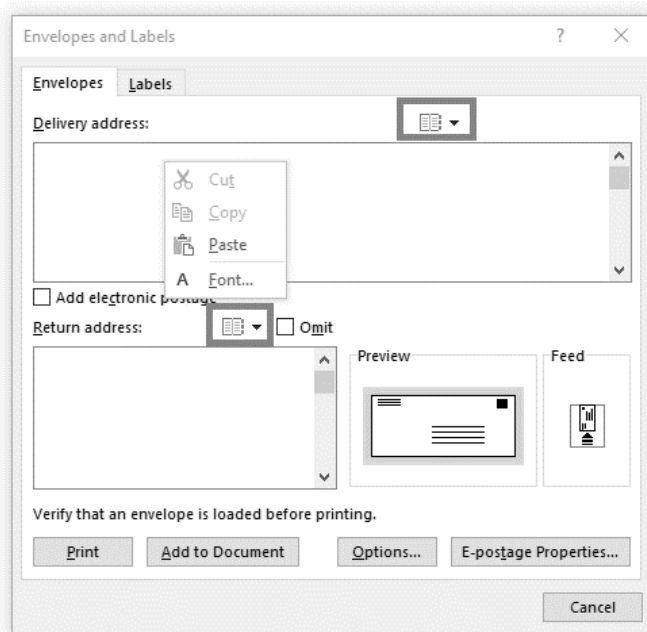 Envelopes and Labels
Envelopes Labels
Delivery address:
Cut
Copy
Paste
A Font...
Add electronic postage
Return address:
Omit
Preview
Feed
Verify that an envelope is loaded before printing.
Print Add to Document Options... E-postage Properties...
Cancel